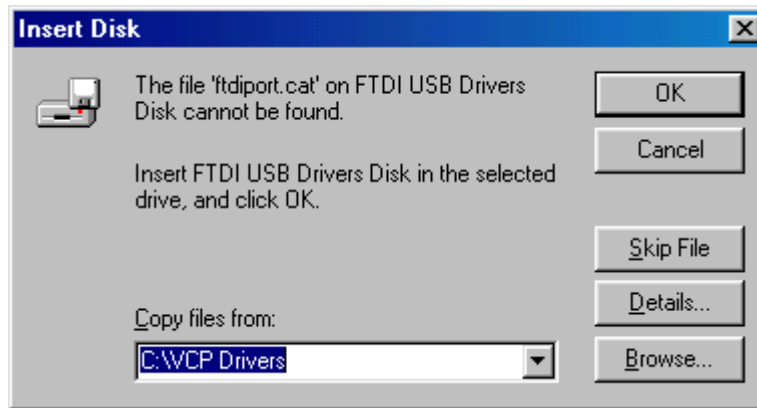 Insert Disk
The file 'ftdiport.cat' on FTDI USB Drivers
Disk cannot be found.
Insert FTDI USB Drivers Disk in the selected
drive, and click OK.
Copy files from:
C:\VCP Drivers
OK
Cancel
Skip File
Details...
Browse...